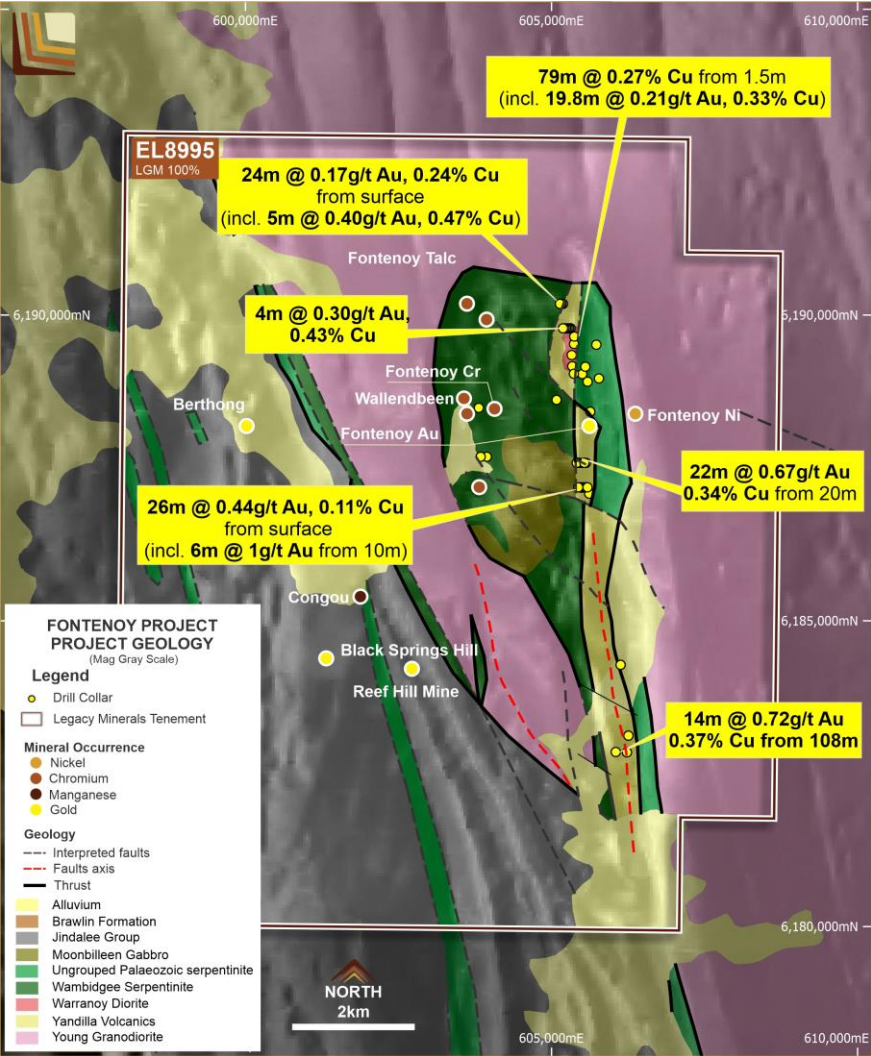 600,000mE
605,000mE
610,000mE
79m @ 0.27% Cu from 1.5m
(incl. 19.8m @ 0.21g/t Au, 0.33% Cu)
EL8995
LGM 100%
24m @ 0.17g/t Au, 0.24% Cu
from surface
(incl. 5m @ 0.40g/t Au, 0.47% Cu)
Fontenoy Talc
6,190,000mN
6,190,000mN
4m @ 0.30g/t Au,
0.43% Cu
Fontenoy Cr
Wallendbeen
Berthong
Fontenoy Au
Fontenoy Ni
22m @ 0.67g/t Au
0.34% Cu from 20m
26m @ 0.44g/t Au, 0.11% Cu
from surface
(incl. 6m @ 1g/t Au from 10m)
Congou
6,185,000mN
Black Springs Hill
Reef Hill Mine
14m @ 0.72g/t Au
0.37% Cu from 108m
FONTENOY PROJECT
PROJECT GEOLOGY
(Mag Gray Scale)
Legend
Drill Collar
Legacy Minerals Tenement
Mineral Occurrence
Nickel
Chromium
Manganese
Gold
Geology
Interpreted faults
Faults axis
Thrust
Alluvium
Brawlin Formation
Jindalee Group
Moonbilleen Gabbro
Ungrouped Palaeozoic serpentinite
Wambidgee Serpentinite
Warranoy Diorite
Yandilla Volcanics
Young Granodiorite
6,180,000mN
NORTH
2km
605,000mE
610,000mE